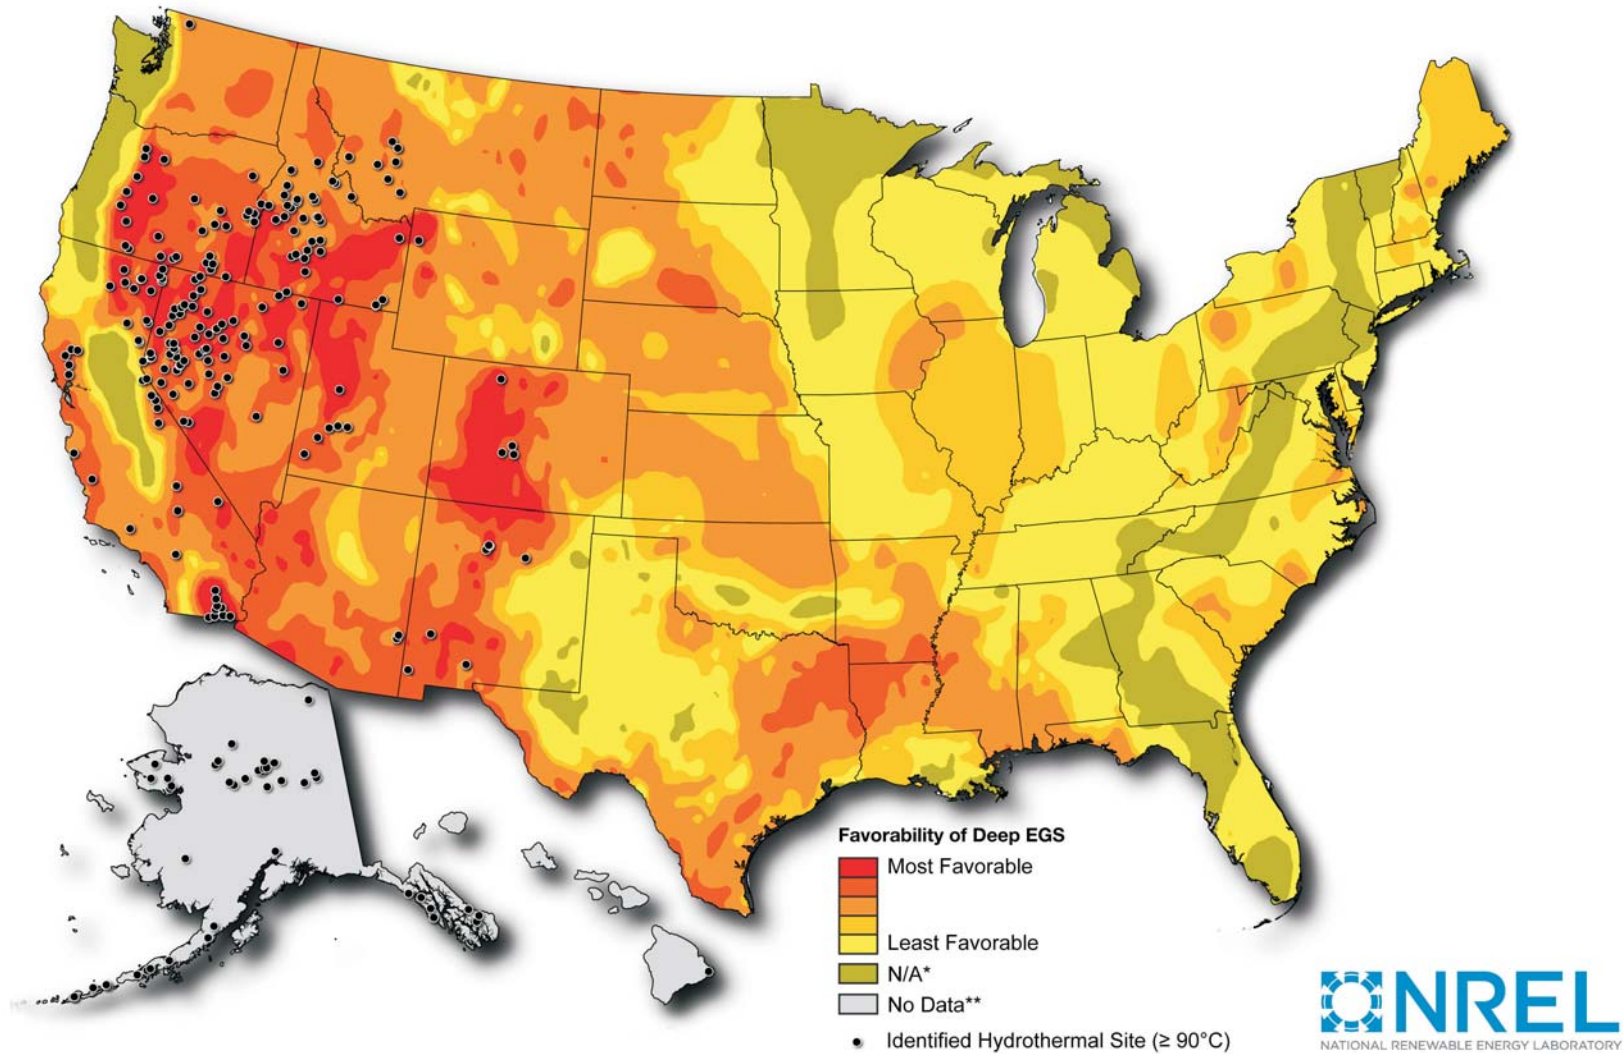 Favorability of Deep EGS
Most Favorable
Least Favorable
N/A*
No Data**
Identified Hydrothermal Site (≥ 90°C)
NREL
NATIONAL RENEWABLE ENERGY LABORATORY